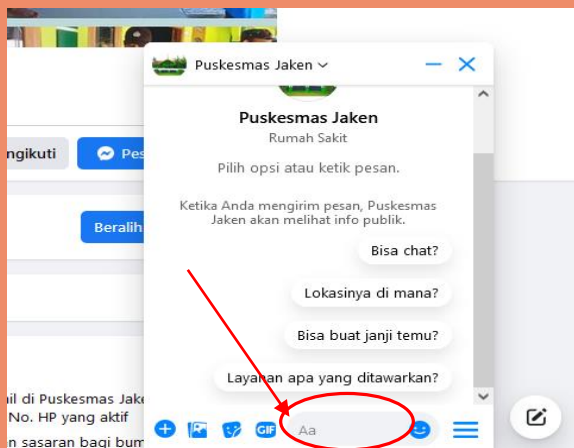 Puskesmas Jaken
Puskesmas Jaken
Rumah Sakit
Pilih opsi atau ketik pesan.
Ketika Anda mengirim pesan, Puskesmas
Jaken akan melihat info publik.
Bisa chat?
Lokasinya di mana?
Bisa buat janji temu?
Layanan apa yang ditawarkan?
GIF
Aa
ngikuti
Pes
Beralih
il di Puskesmas Jake
No. HP yang aktif
n sasaran bagi bum